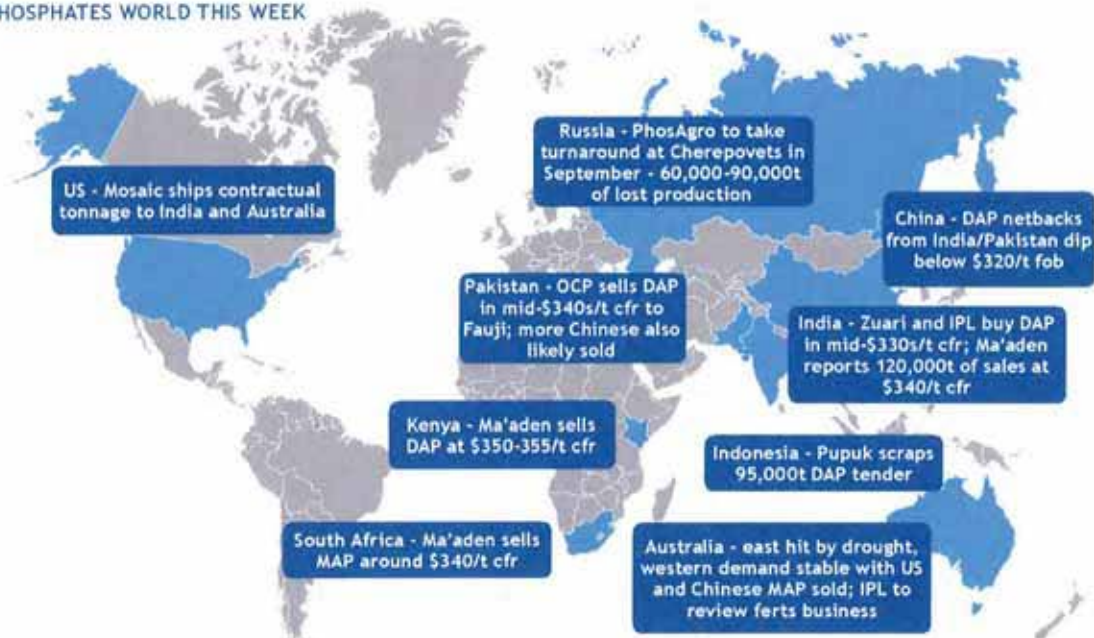 HOSPHATES WORLD THIS WEEK
US - Mosaic ships contractual
tonnage to India and Australia
Russia - PhosAgro to take
turnaround at Cherepovets in
September - 60,000-90,000t
of lost production
China - DAP netbacks
from India/Pakistan dip
below $320/t fob
Pakistan - OCP sells DAP
in mid-$340s/t cfr to
Fauji; more Chinese also
likely sold
India - Zuari and IPL buy DAP
in mid-$330s/t cfr; Ma'aden
reports 120,000t of sales at
$340/t cfr
Kenya - Ma'aden sells
DAP at $350-355/t cfr
Indonesia - Pupuk scraps
95,000t DAP tender
South Africa - Ma'aden sells
MAP around $340/t cfr
Australia - east hit by drought,
western demand stable with US
and Chinese MAP sold; IPL to
review ferts business